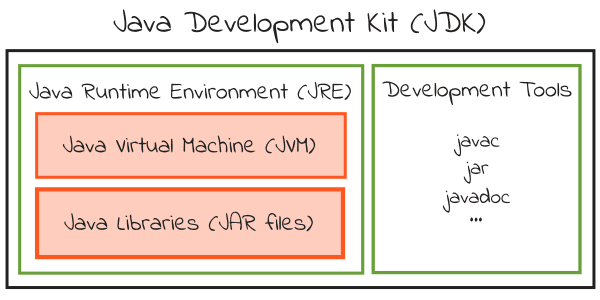 Java Development Kit (JDK)
Java Runtime Environment (JRE)
Java Virtual Machine (JVM)
Java Libraries (JAR files)
Development Tools
javac
jar
javadoc
...